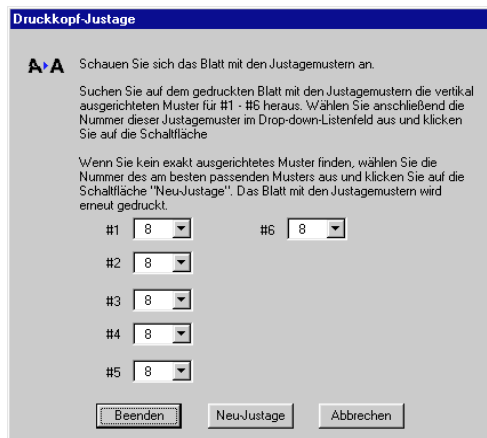 Druckkopf-Justage
A A Schauen Sie sich das Blatt mit den Justagemustern an.
Suchen Sie auf dem gedruckten Blatt mit den Justagemustern die vertikal
ausgerichteten Muster für #1 - #6 heraus. Wählen Sie anschließend die
Nummer dieser Justagemuster im Drop-down-Listenfeld aus und klicken
Sie auf die Schaltfläche
Wenn Sie kein exakt ausgerichtetes Muster finden, wählen Sie die
Nummer des am besten passenden Musters aus und klicken Sie auf die
Schaltfläche "Neu-Justage". Das Blatt mit den Justagemustern wird
erneut gedruckt.
#1 8 #6 8
#2 8
#3 8
#4 8
#5 8
Beenden Neu-Justage Abbrechen